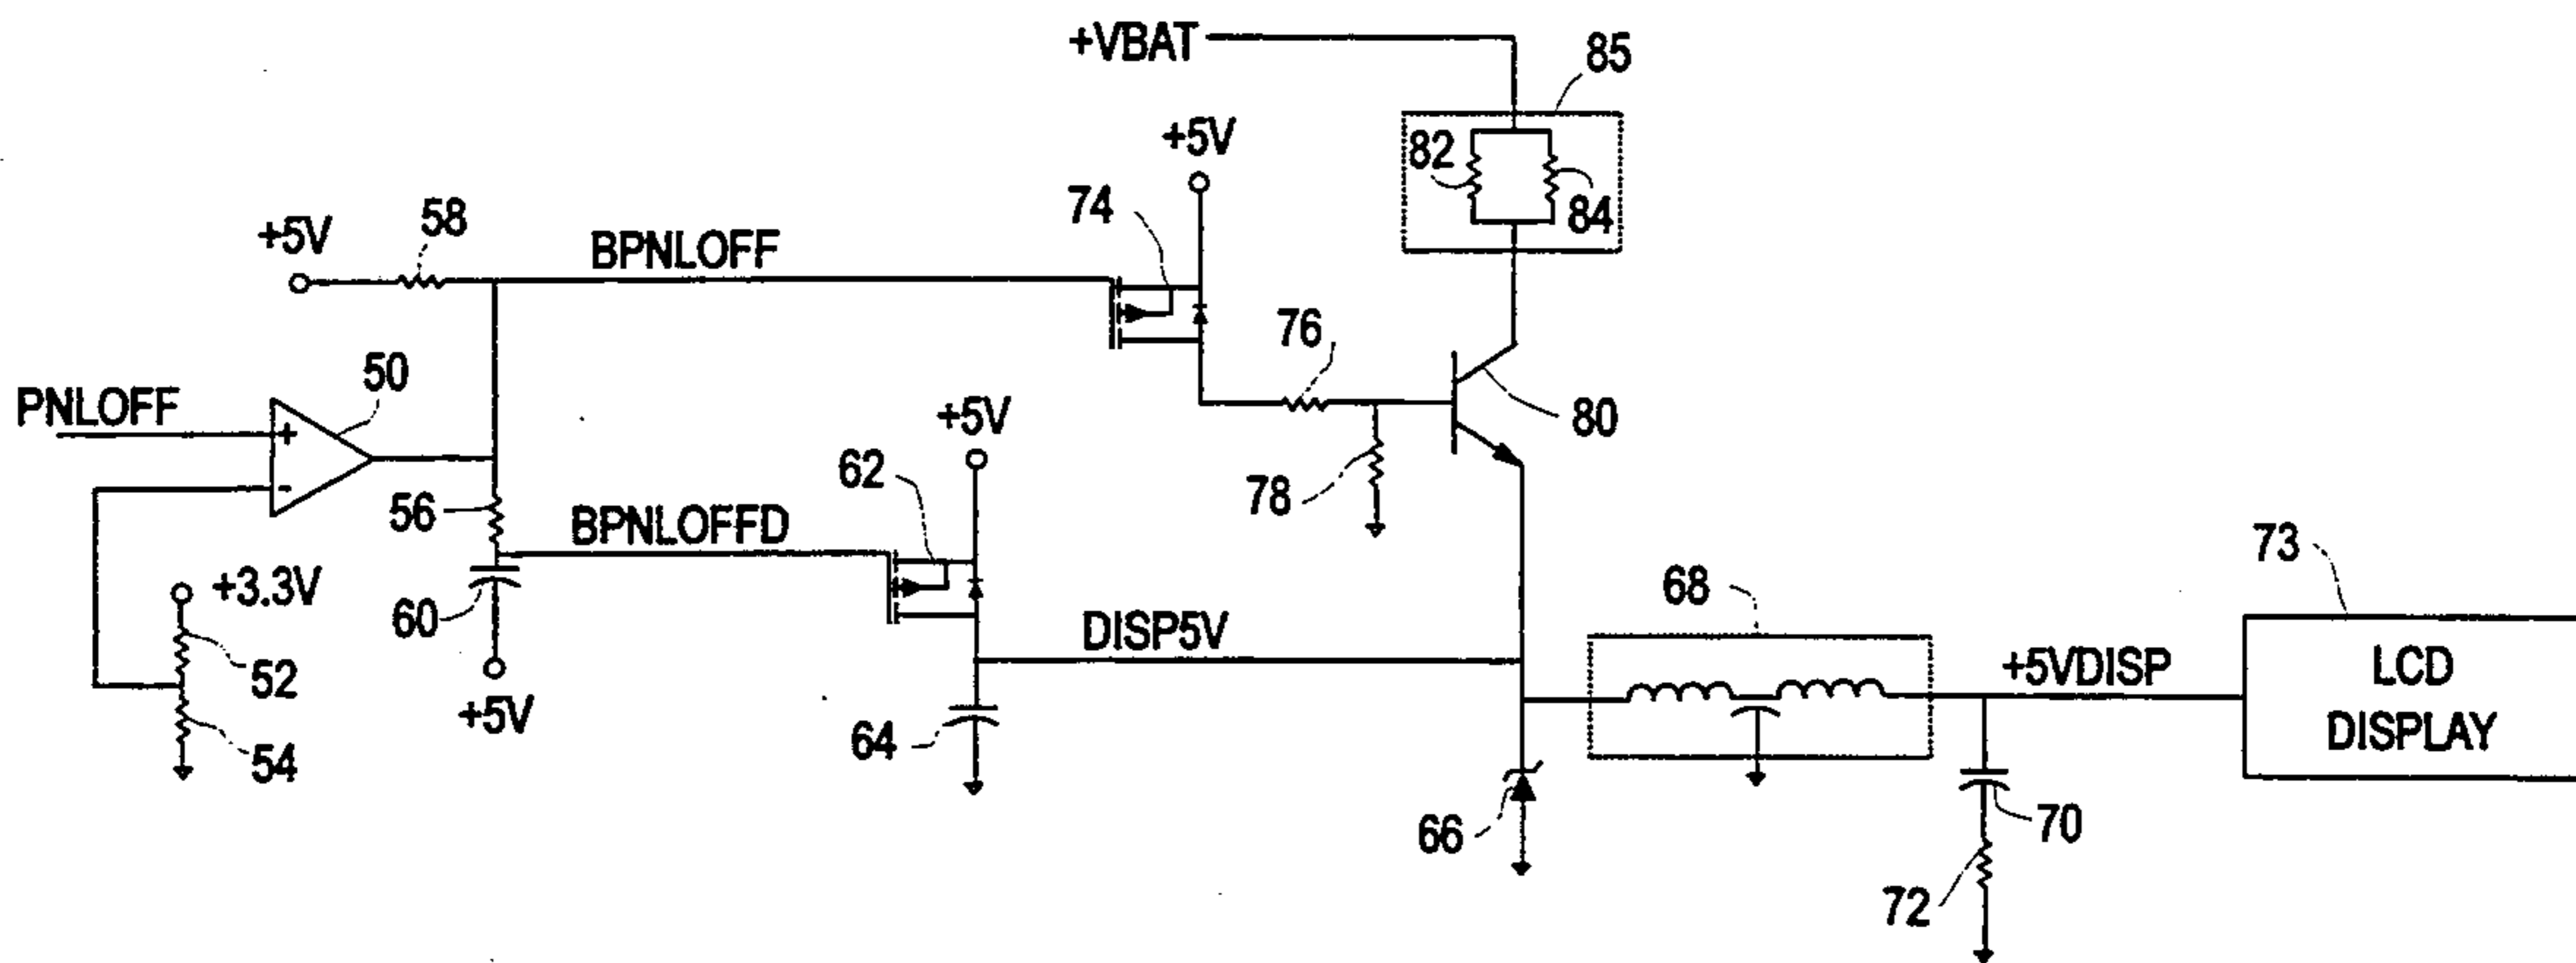 +VBAT
85
+5V
82
84
74
58
+5V
BPNLOFF
76
50
PNLOFF
+
-
+5V
80
62
78
56
BPNLOFFD
73
+3.3V
68
60
DISP5V
52
+5VDISP
LCD
DISPLAY
+5V
64
54
66
70
72